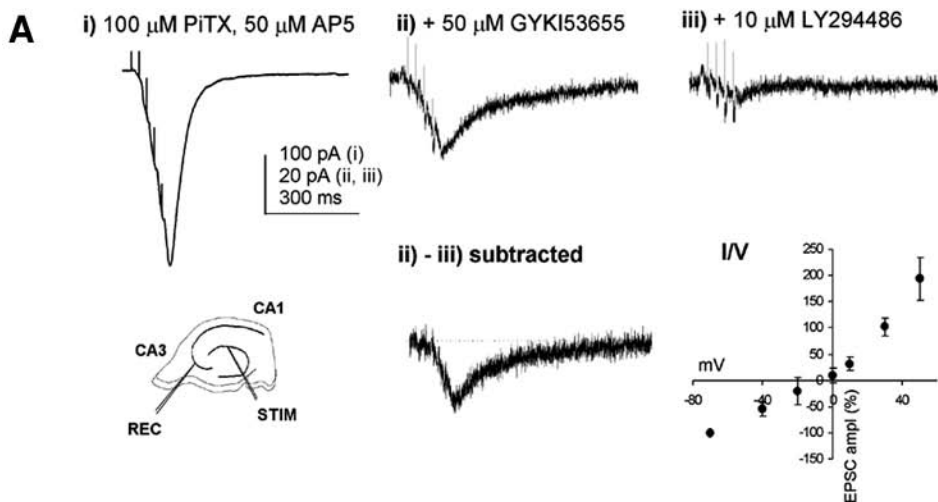 A
i) 100 µM PiTX, 50 µM AP5
ii) + 50 µM GYKI53655
iii) + 10 µM LY294486
100 pA (i)
20 pA (ii, iii)
300 ms
ii) - iii) subtracted
I/V
250
200
150
100
50
0
-50
-100
-150
mV
-80
-40
0
40
EPSC ampl (%)
CA1
CA3
REC
STIM